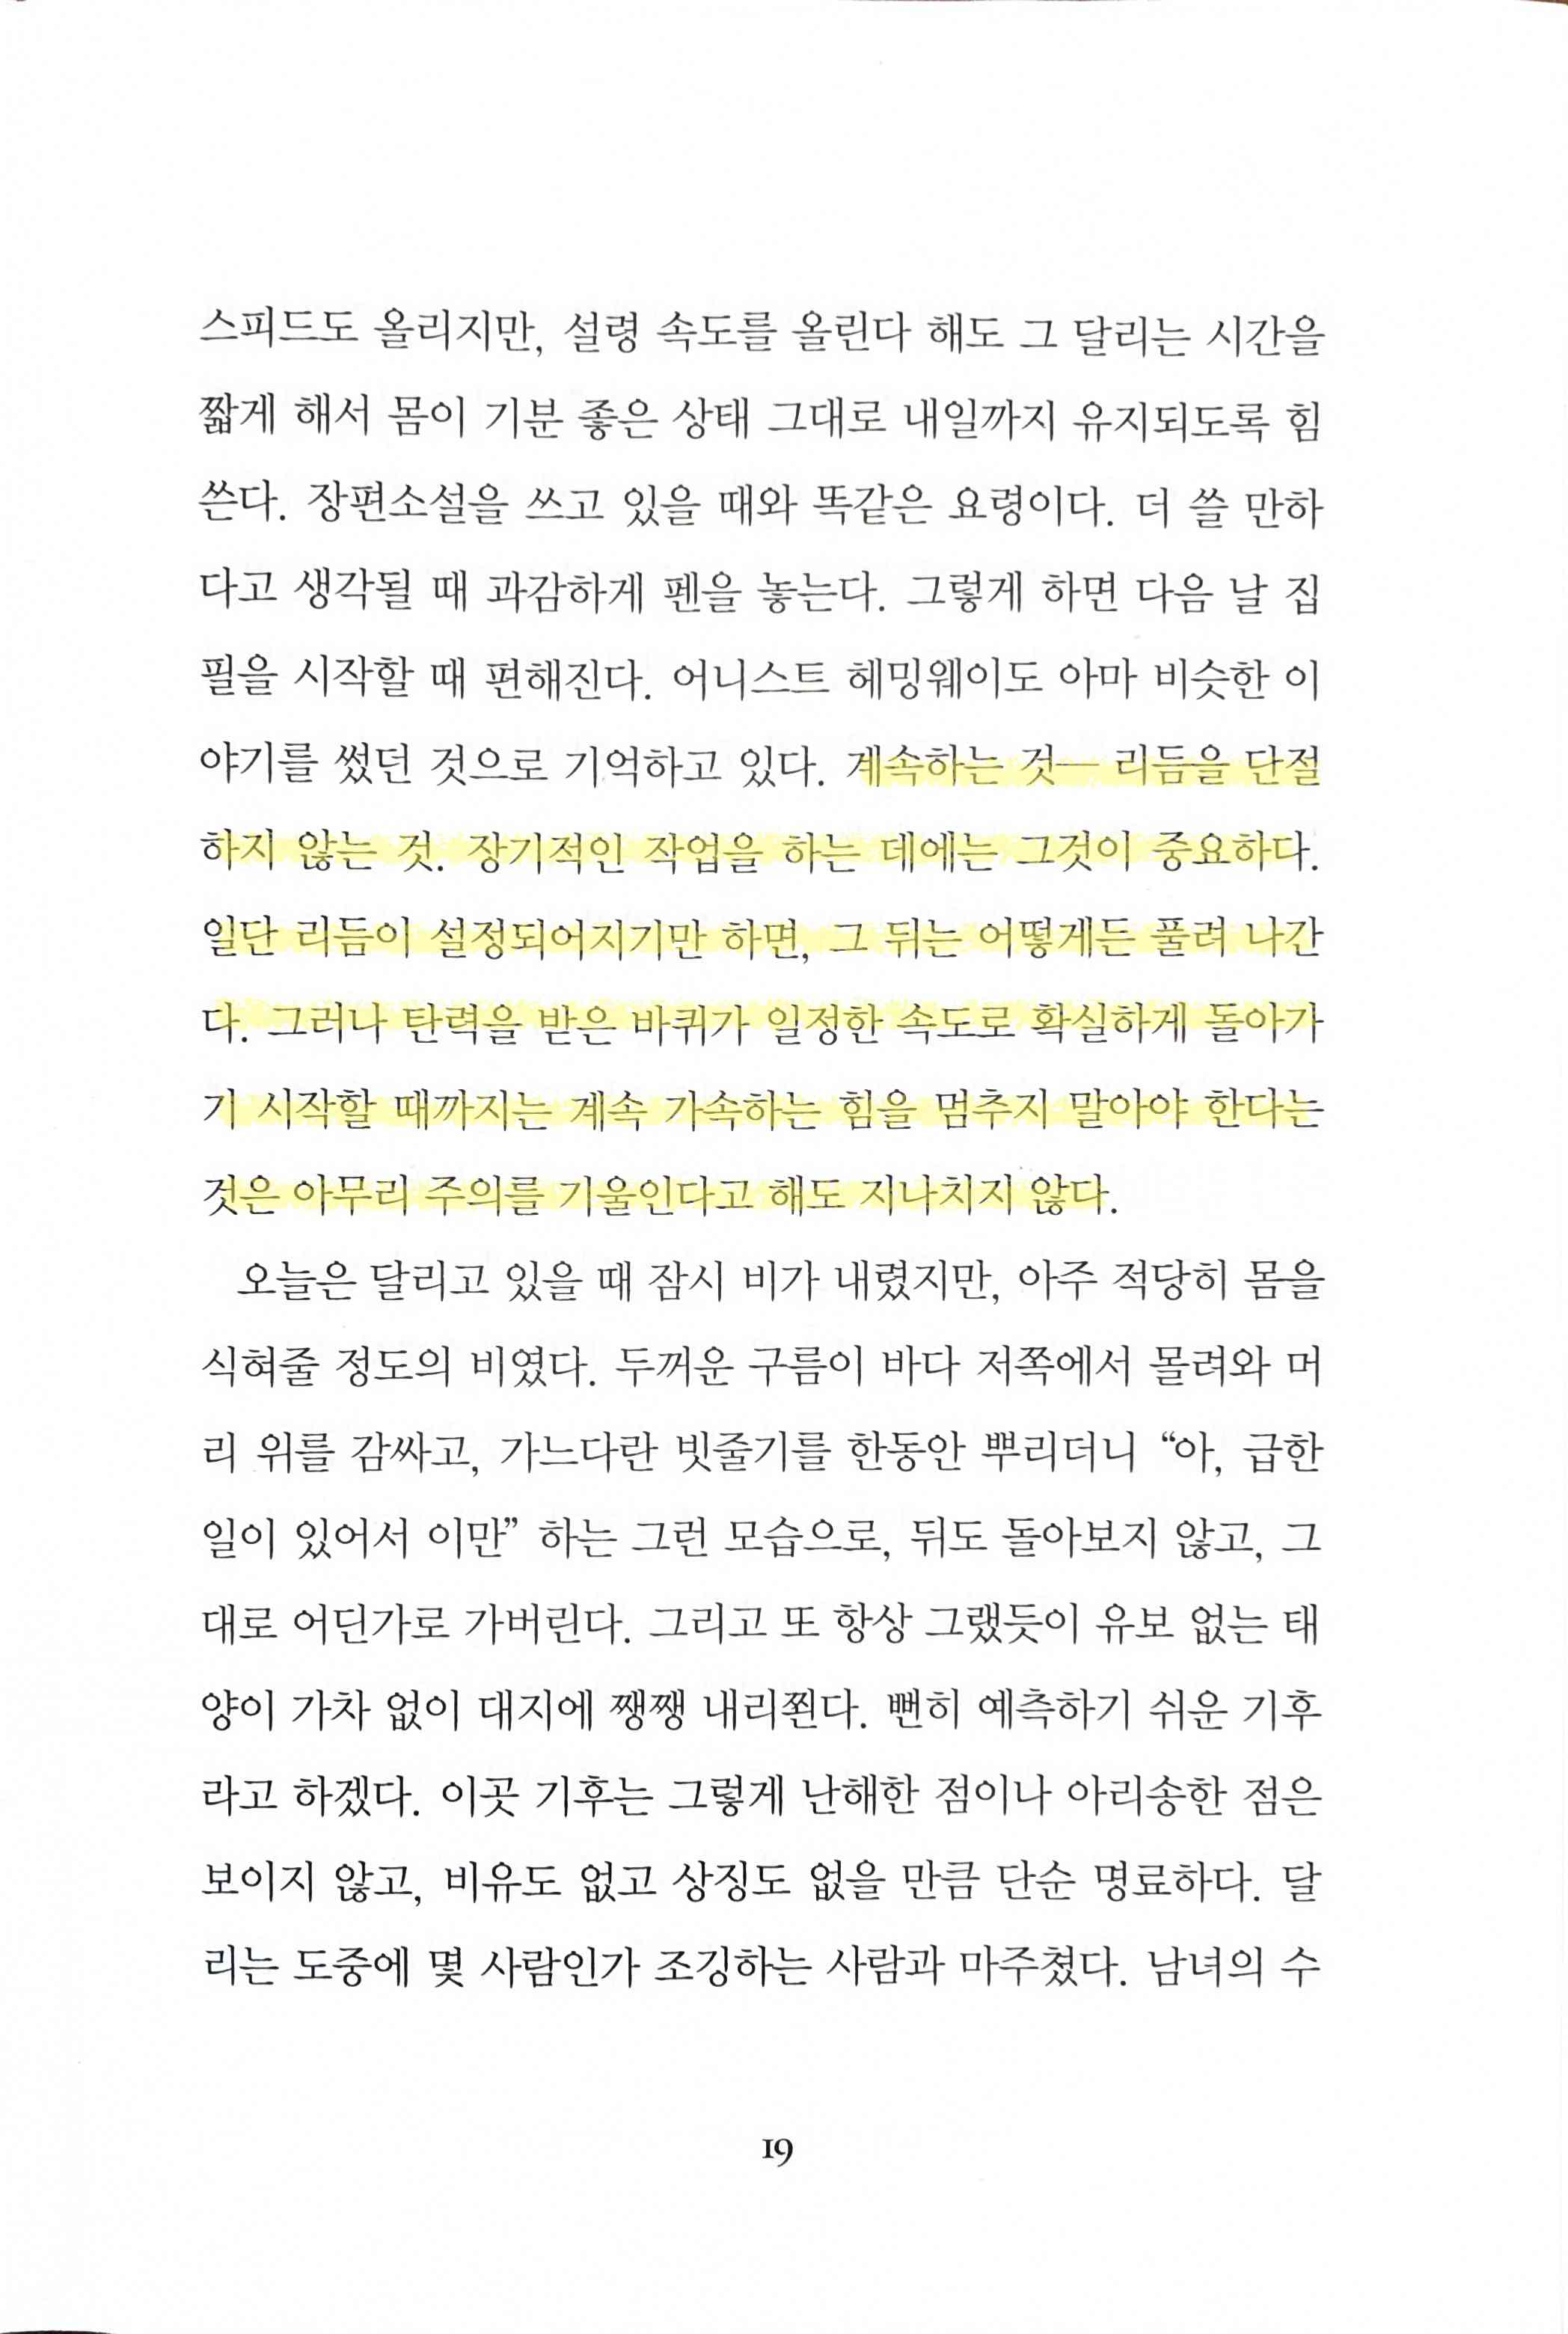 스피드도 올리지만, 설령 속도를 올린다 해도 그 달리는 시간을
짧게 해서 몸이 기분 좋은 상태 그대로 내일까지 유지되도록 힘
쓴다. 장편소설을 쓰고 있을 때와 똑같은 요령이다. 더 쓸 만하
다고 생각될 때 과감하게 펜을 놓는다. 그렇게 하면 다음 날 집
필을 시작할 때 편해진다. 어니스트 헤밍웨이도 아마 비슷한 이
야기를 썼던 것으로 기억하고 있다. 계속하는 것— 리듬을 단절
하지 않는 것. 장기적인 작업을 하는 데에는 그것이 중요하다.
일단 리듬이 설정되어지기만 하면, 그 뒤는 어떻게든 풀려 나간
다. 그러나 탄력을 받은 바퀴가 일정한 속도로 확실하게 돌아가
기 시작할 때까지는 계속 가속하는 힘을 멈추지 말아야 한다는
것은 아무리 주의를 기울인다고 해도 지나치지 않다.
오늘은 달리고 있을 때 잠시 비가 내렸지만, 아주 적당히 몸을
식혀줄 정도의 비였다. 두꺼운 구름이 바다 저쪽에서 몰려와 머
리 위를 감싸고, 가느다란 빗줄기를 한동안 뿌리더니 “아, 급한
일이 있어서 이만” 하는 그런 모습으로, 뒤도 돌아보지 않고, 그
대로 어딘가로 가버린다. 그리고 또 항상 그랬듯이 유보 없는 태
양이 가차 없이 대지에 쨍쨍 내리쬔다. 뻔히 예측하기 쉬운 기후
라고 하겠다. 이곳 기후는 그렇게 난해한 점이나 아리송한 점은
보이지 않고, 비유도 없고 상징도 없을 만큼 단순 명료하다. 달
리는 도중에 몇 사람인가 조깅하는 사람과 마주쳤다. 남녀의 수
19